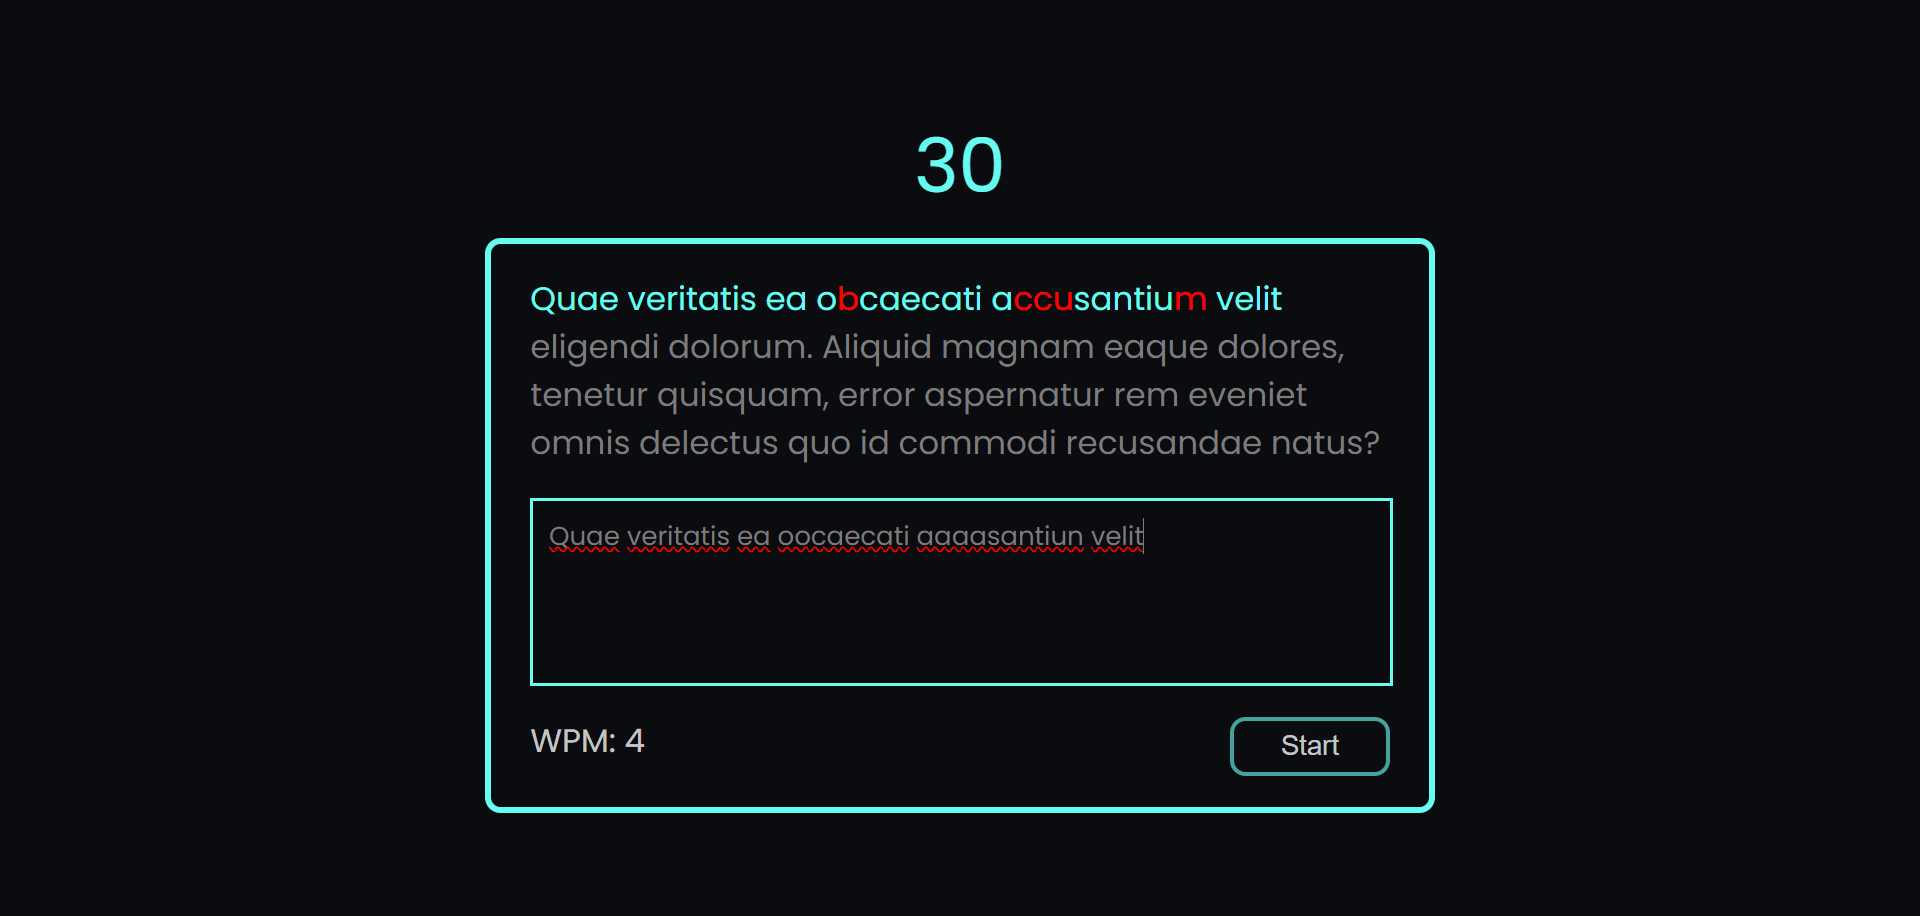 30
Quae veritatis ea obcaecati accusantium velit
eligendi dolorum. Aliquid magnam eaque dolores,
tenetur quisquam, error aspernatur rem eveniet
omnis delectus quo id commodi recusandae natus?
Quae veritatis ea oocaecati aaaasantiun velit
WPM: 4
Start